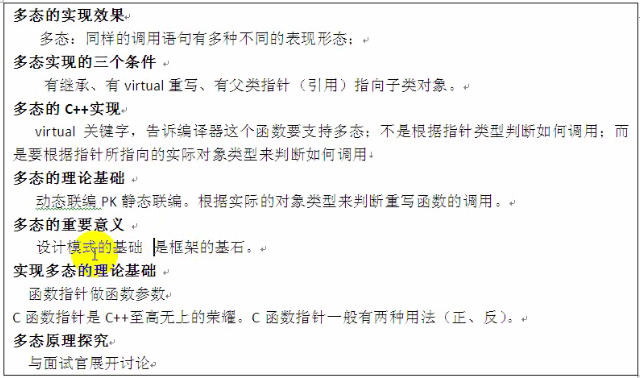 多态的实现效果
多态：同样的调用语句有多种不同的表现形态；
多态实现的三个条件
有继承、有 virtual 重写、有父类指针（引用）指向子类对象。
多态的 C++实现
virtual 关键字，告诉编译器这个函数要支持多态；不是根据指针类型判断如何调用；而
是要根据指针所指向的实际对象类型来判断如何调用
多态的理论基础
动态联编 PK 静态联编。根据实际的对象类型来判断重写函数的调用。
多态的重要意义
设计模式的基础 是框架的基石。
实现多态的理论基础
函数指针做函数参数
C 函数指针是 C++至高无上的荣耀。C 函数指针一般有两种用法（正、反）。
多态原理探究
与面试官展开讨论